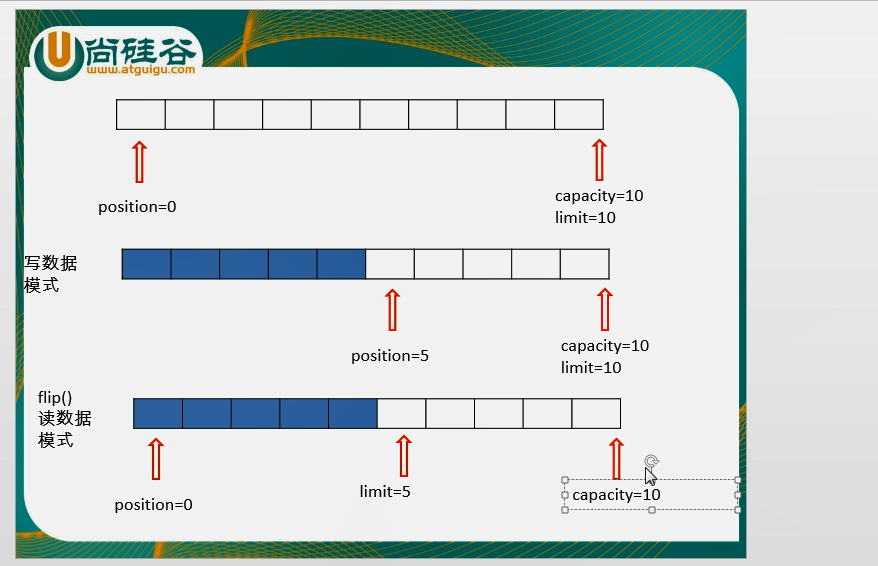 尚硅谷
www.atguigu.com
position=0
capacity=10
limit=10
写数据
模式
position=5
capacity=10
limit=10
flip()
读数据
模式
position=0
limit=5
capacity=10